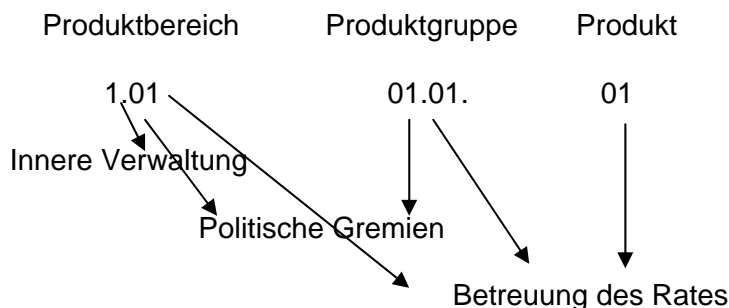 Produktbereich Produktgruppe Produkt
1.01 01.01. 01
Innere Verwaltung
Politische Gremien
Betreuung des Rates